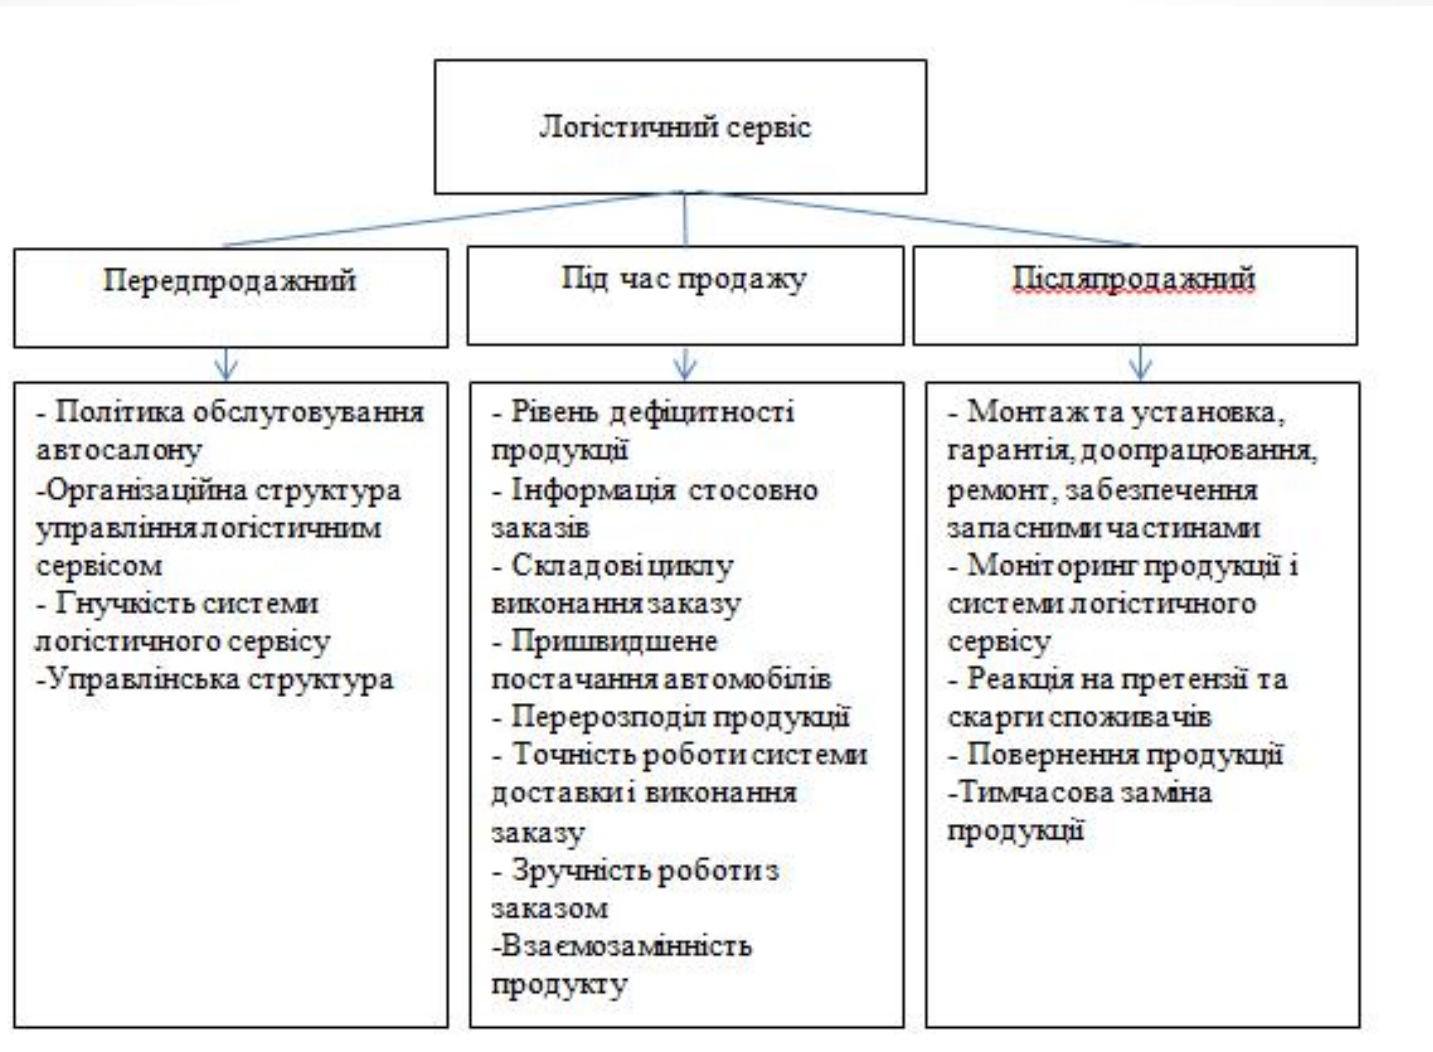 Логістичний сервіс
Передпродажний
Під час продажу
Післяпродажний
- Політика обслуговування
автосалону
-Організаційна структура
управління логістичним
сервісом
- Гнучкість системи
логістичного сервісу
-Управлінська структура
- Рівень дефіцитності
продукції
- Інформація стосовно
заказів
- Складові циклу
виконання заказу
- Пришвидшене
постачання автомобілів
- Перерозподіл продукції
- Точність роботи системи
доставки і виконання
заказу
- Зручність роботи з
заказом
-Взаємозамінність
продукту
- Монтаж та установка,
гарантія, доопрацювання,
ремонт, забезпечення
запасними частинами
- Моніторинг продукції і
системи логістичного
сервісу
- Реакція на претензії та
скарги споживачів
- Повернення продукції
-Тимчасова заміна
продукції